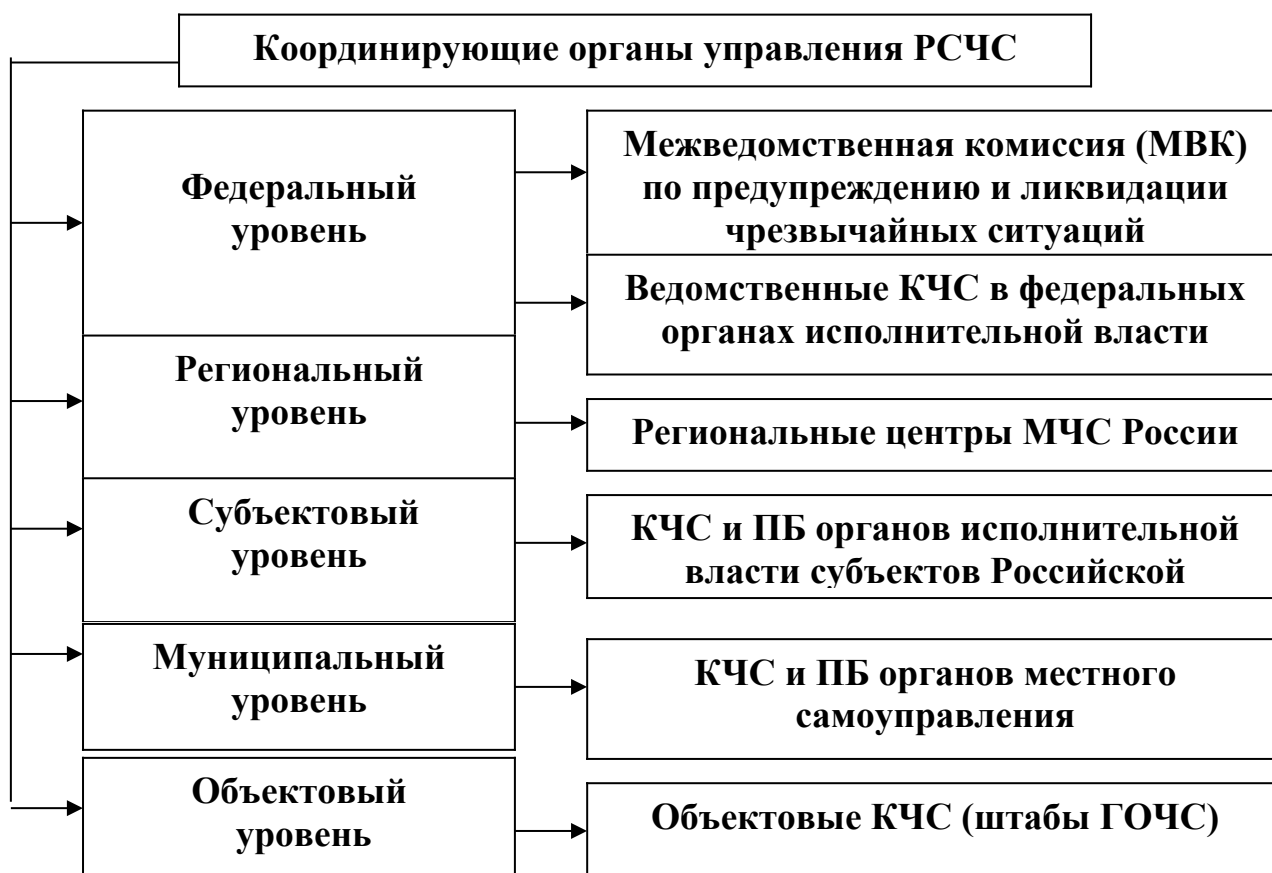 Координирующие органы управления РСЧС
Федеральный
уровень
Межведомственная комиссия (МВК)
по предупреждению и ликвидации
чрезвычайных ситуаций
Ведомственные КЧС в федеральных
органах исполнительной власти
Региональный
уровень
Региональные центры МЧС России
Субъектовый
уровень
КЧС и ПБ органов исполнительной
власти субъектов Российской
Муниципальный
уровень
КЧС и ПБ органов местного
самоуправления
Объектовый
уровень
Объектовые КЧС (штабы ГОЧС)